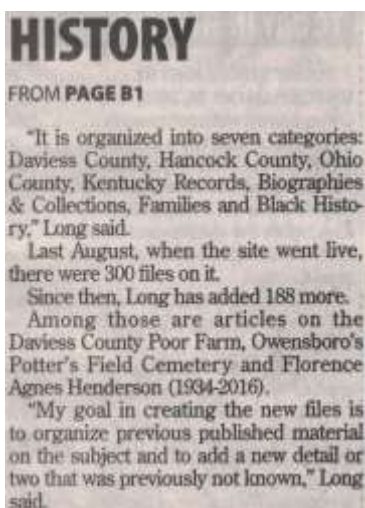 HISTORY
FROM PAGE B1
"It is organized into seven categories:
Daviess County, Hancock County, Ohio
County, Kentucky Records, Biographies
& Collections, Families and Black Histo-
ry," Long said.
Last August, when the site went live,
there were 300 files on it.
Since then, Long has added 188 more.
Among those are articles on the
Daviess County Poor Farm, Owensboro's
Potter's Field Cemetery and Florence
Agnes Henderson (1934-2016).
"My goal in creating the new files is
to organize previous published material
on the subject and to add a new detail or
two that was previously not known," Long
said.